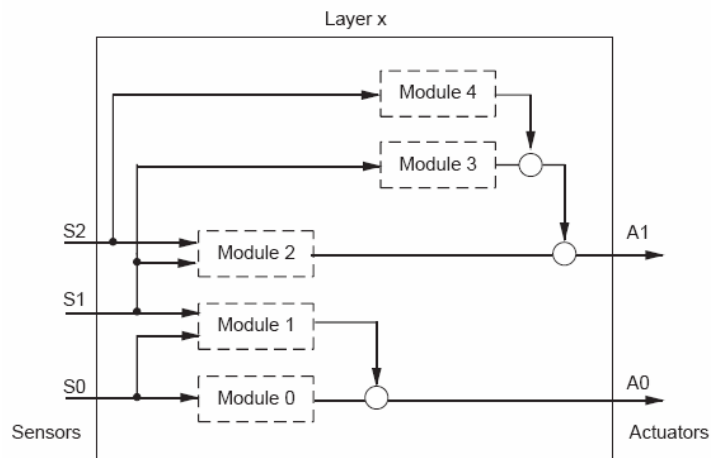 Layer x
Module 4
Module 3
S2
A1
Module 2
S1
Module 1
S0
A0
Module 0
Sensors
Actuators